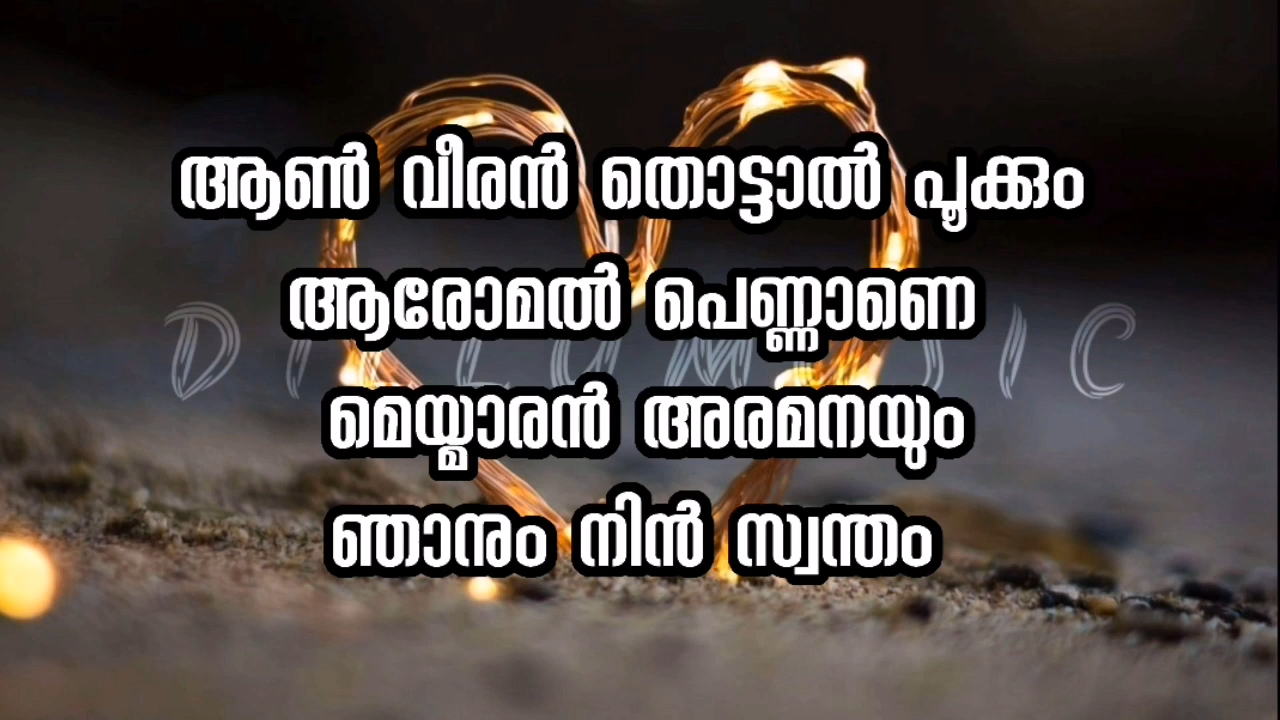 ആൺ വീരൻ തൊട്ടാൽ പൂക്കും
ആരോമൽ പെണ്ണാണെ
മെയ്മാരൻ അരമനയും
ഞാനും നിൻ സ്വന്തം